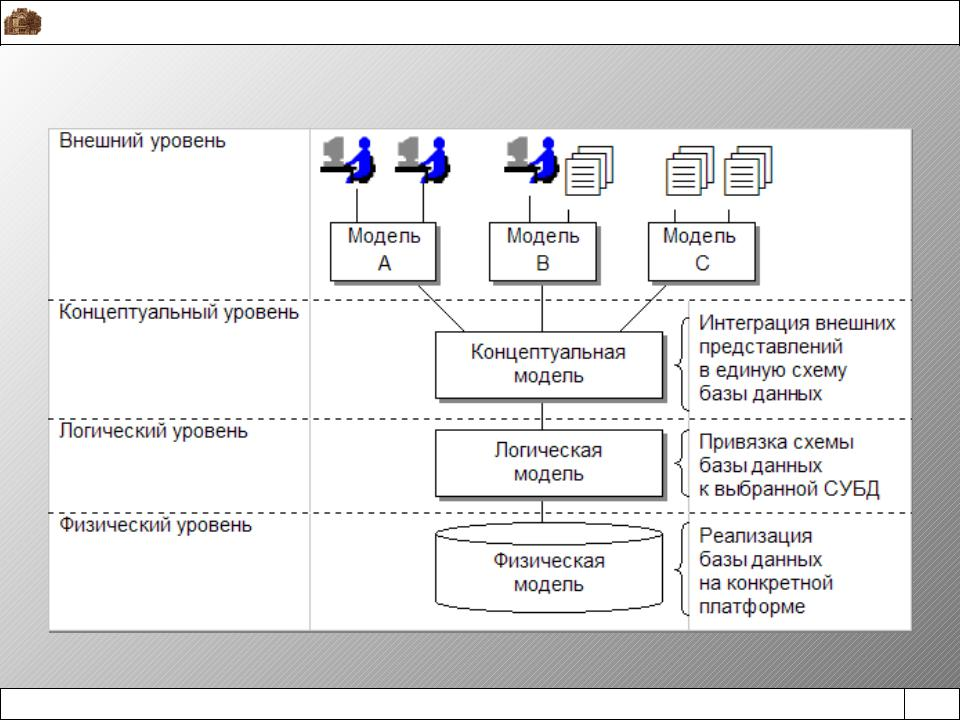 Внешний уровень
Модель
A
Модель
B
Модель
C
Концептуальный уровень
Концептуальная
модель
Интеграция внешних
представлений
в единую схему
базы данных
Логический уровень
Логическая
модель
Привязка схемы
базы данных
к выбранной СУБД
Физический уровень
Физическая
модель
Реализация
базы данных
на конкретной
платформе